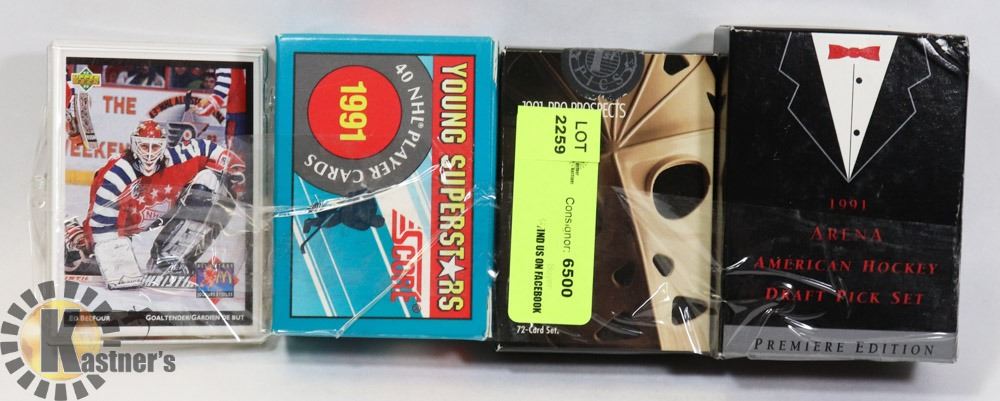 UPPER DECK
THE
ED BELFOUR
GOALTENDER/GARDIEN DE BUT
YOUNG SUPERST★RS
40 NHL® PLAYER CARDS
1991
SCORE®
1991 PRO PROSPECTS
LOT
2259
Consignor: 6500
FIND US ON FACEBOOK
72-Card Set.
1991
ARENA
AMERICAN HOCKEY
DRAFT PICK SET
PREMIERE EDITION
Kastner's